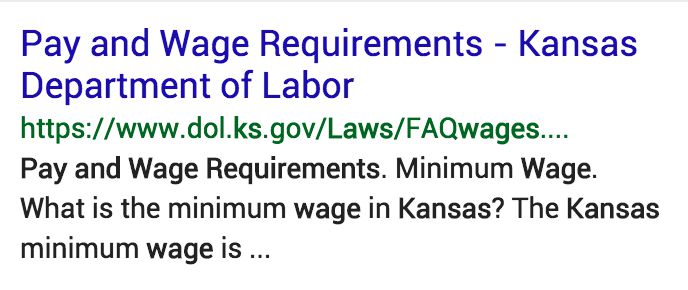 Pay and Wage Requirements - Kansas
Department of Labor
https://www.dol.ks.gov/Laws/FAQwages....
Pay and Wage Requirements. Minimum Wage.
What is the minimum wage in Kansas? The Kansas
minimum wage is ...